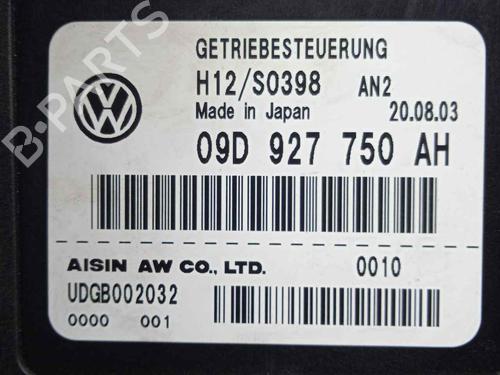 GETRIEBESTEUERUNG
H12/S0398 AN2
Made in Japan 20.08.03
09D 927 750 AH
AISIN AW CO., LTD. 0010
UDGB002032
0000 001
B-PARTS